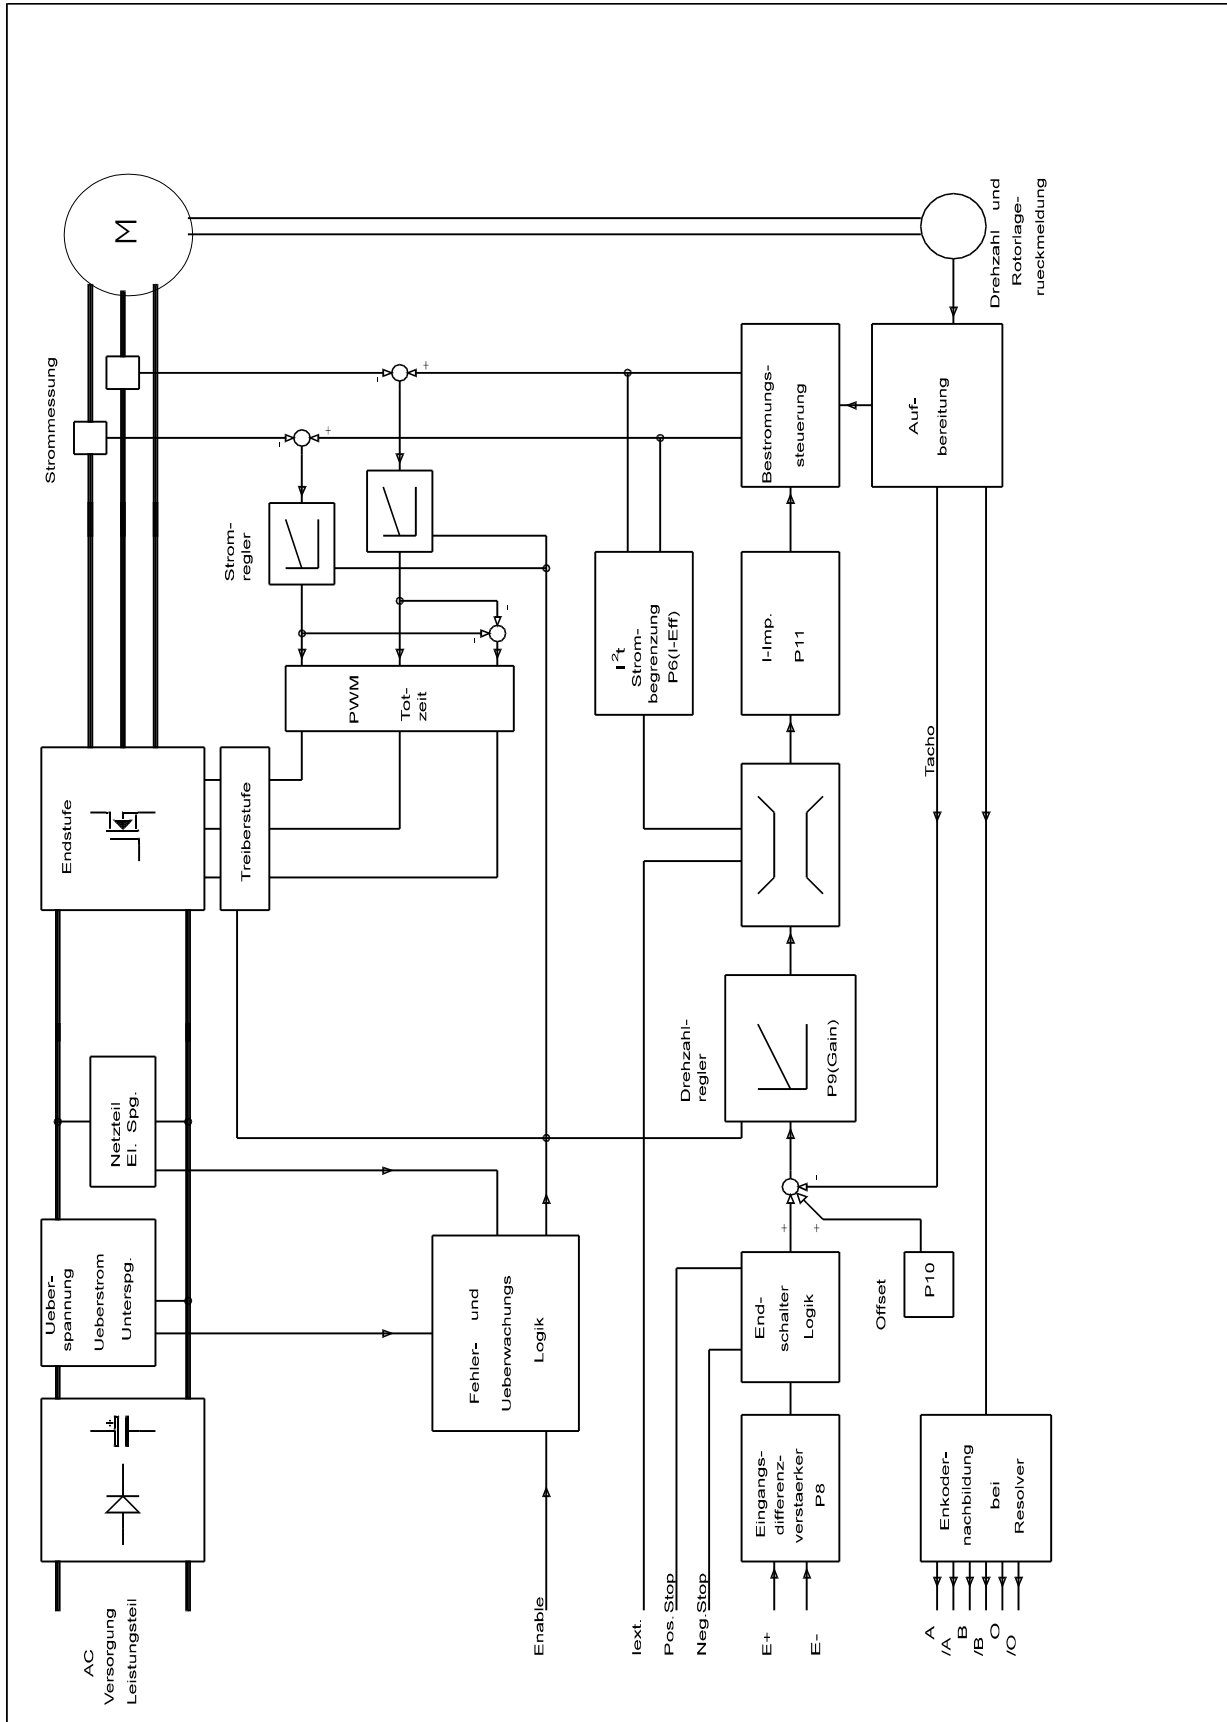 AC
Versorgung
Leistungsteil
Ueber-
spannung
Ueberstrom
Unterspg.
Netzteil
El. Spg.
Endstufe
Treiberstufe
Strommessung
M
Strom-
regler
PWM
Tot-
zeit
-
+
-
+
-
-
Enable
Fehler- und
Ueberwachungs
Logik
I²t
Strom-
begrenzung
P6(I-Eff)
Iext.
Pos.Stop
Neg.Stop
E+
E-
Eingangs-
differenz-
verstaerker
P8
End-
schalter
Logik
+
+
-
Offset
P10
Drehzahl-
regler
P9(Gain)
I-Imp.
P11
Bestromungs-
steuerung
Auf-
bereitung
Drehzahl und
Rotorlage-
rueckmeldung
Tacho
Enkoder-
nachbildung
bei
Resolver
A
/A
B
/B
O
/O